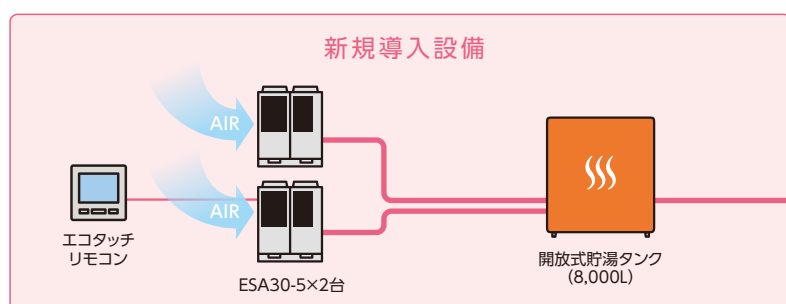 新規導入設備
AIR
AIR
エコタッチ
リモコン
ESA30-5×2台
開放式貯湯タンク
(8,000L)